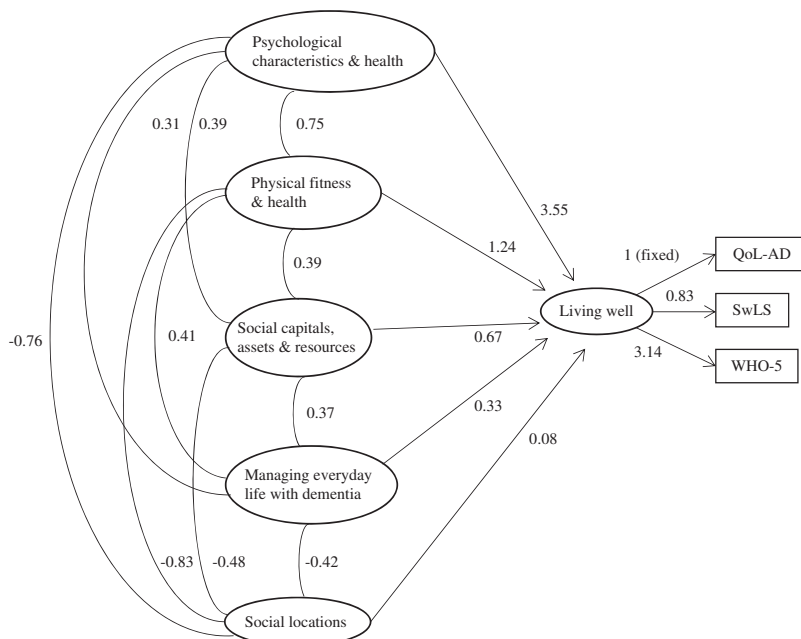 Psychological
characteristics & health
0.31
0.39
0.75
Physical fitness
& health
3.55
1.24
0.39
1 (fixed)
QoL-AD
Living well
0.83
SwLS
Social capitals,
assets & resources
-0.76
0.41
0.67
3.14
WHO-5
0.37
0.33
0.08
Managing everyday
life with dementia
-0.83
-0.48
-0.42
Social locations